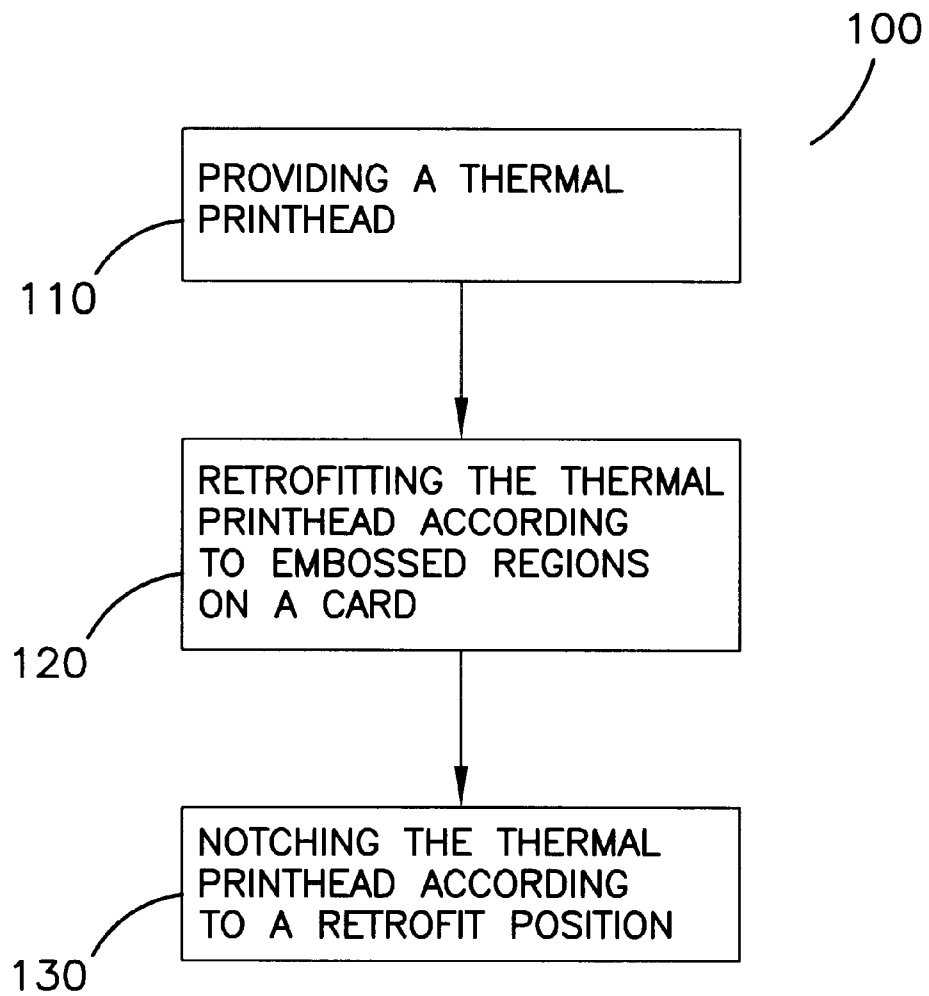 100
PROVIDING A THERMAL
PRINTHEAD
110
RETROFITTING THE THERMAL
PRINTHEAD ACCORDING
TO EMBOSSED REGIONS
ON A CARD
120
NOTCHING THE THERMAL
PRINTHEAD ACCORDING
TO A RETROFIT POSITION
130